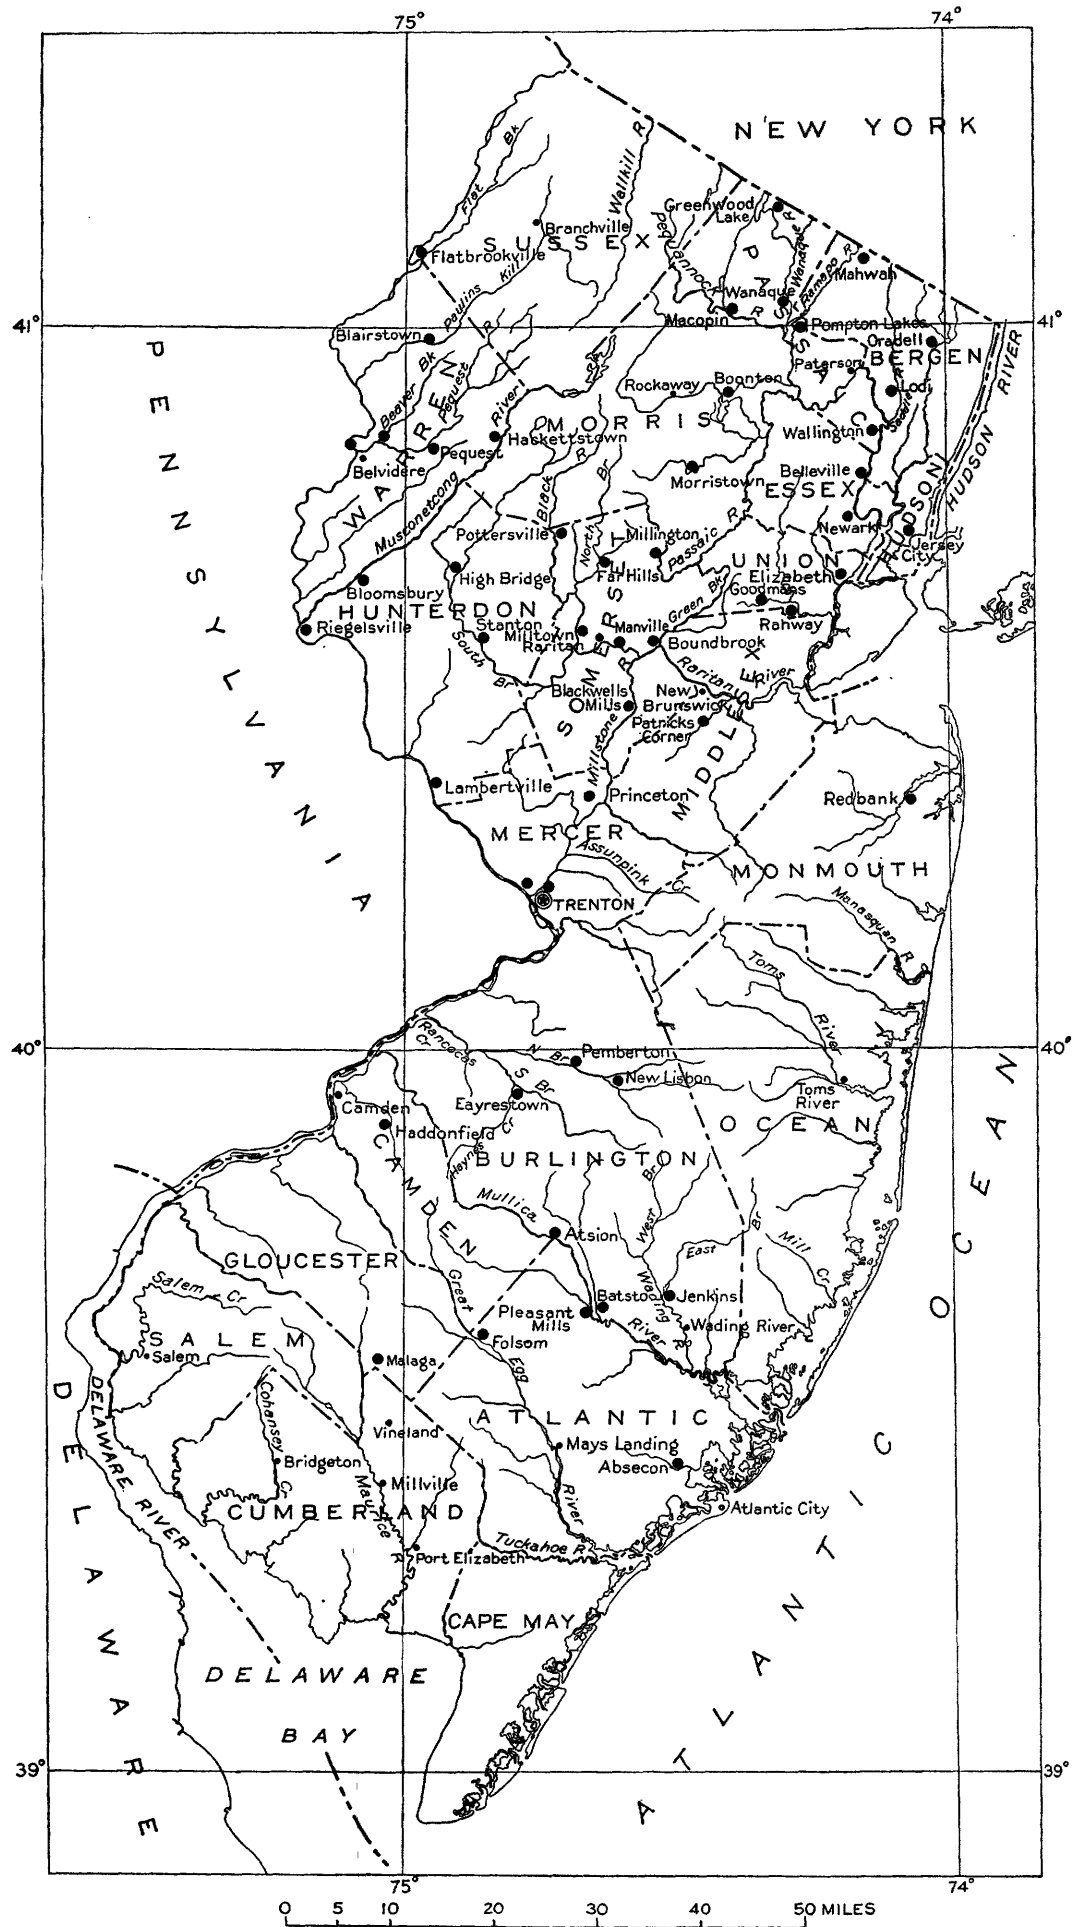 75°
74°
NEW YORK
Flat Bk
Wallkill R
Greenwood
Lake
Branchville
SUSSEX
Flatbrookville
Pequannock R
Wanaque R
Ramapo R
Mahwah
PASSAIC
Paulins Kill
Wanaque
Macopin
Pompton Lakes
41°
41°
Blairstown
Oradell
BERGEN
Paterson
Beaver Bk
Pequest R
Rockaway
Boonton
Lodi
Saddle R
HUDSON RIVER
MORRIS
Wallington
Musconetcong River
Hackettstown
Pequest
Belvidere
WARREN
Belleville
Morristown
ESSEX
HUDSON
Black R
North Br
Newark
Jersey
City
Pottersville
Millington
Passaic R
UNION
High Bridge
Far Hills
Elizabeth
Bloomsbury
Green Bk
Goodmans
HUNTERDON
Rahway
Riegelsville
Stanton
Milltown
Raritan
Manville
Boundbrook
South Br
SOMERSET
Raritan River
Blackwells
Mills
New
Brunswick
Patricks
Corner
MIDDLESEX
Millstone R
PENNSYLVANIA
Lambertville
Princeton
Redbank
MERCER
Assunpink Cr
MONMOUTH
TRENTON
Manasquan R
Toms River
Rancocas
Cr
40°
40°
N Br
Pemberton
New Lisbon
S Br
Eayrestown
Toms
River
Camden
OCEAN
Haddonfield
Haynes Cr
BURLINGTON
CAMDEN
Mullica River
West Br
Atsion
East Br
Mill Cr
GLOUCESTER
Salem Cr
Great Egg River
Batsto
Jenkins
Pleasant
Mills
Wading R
Wading River
SALEM
Salem
Folsom
Malaga
DELAWARE RIVER
Cohansey Cr
ATLANTIC
Vineland
Mays Landing
Absecon
Bridgeton
Millville
Maurice R
CUMBERLAND
Atlantic City
Tuckahoe R
Port Elizabeth
CAPE MAY
DELAWARE
DELAWARE
BAY
ATLANTIC OCEAN
39°
39°
75°
74°
0 5 10 20 30 40 50 MILES